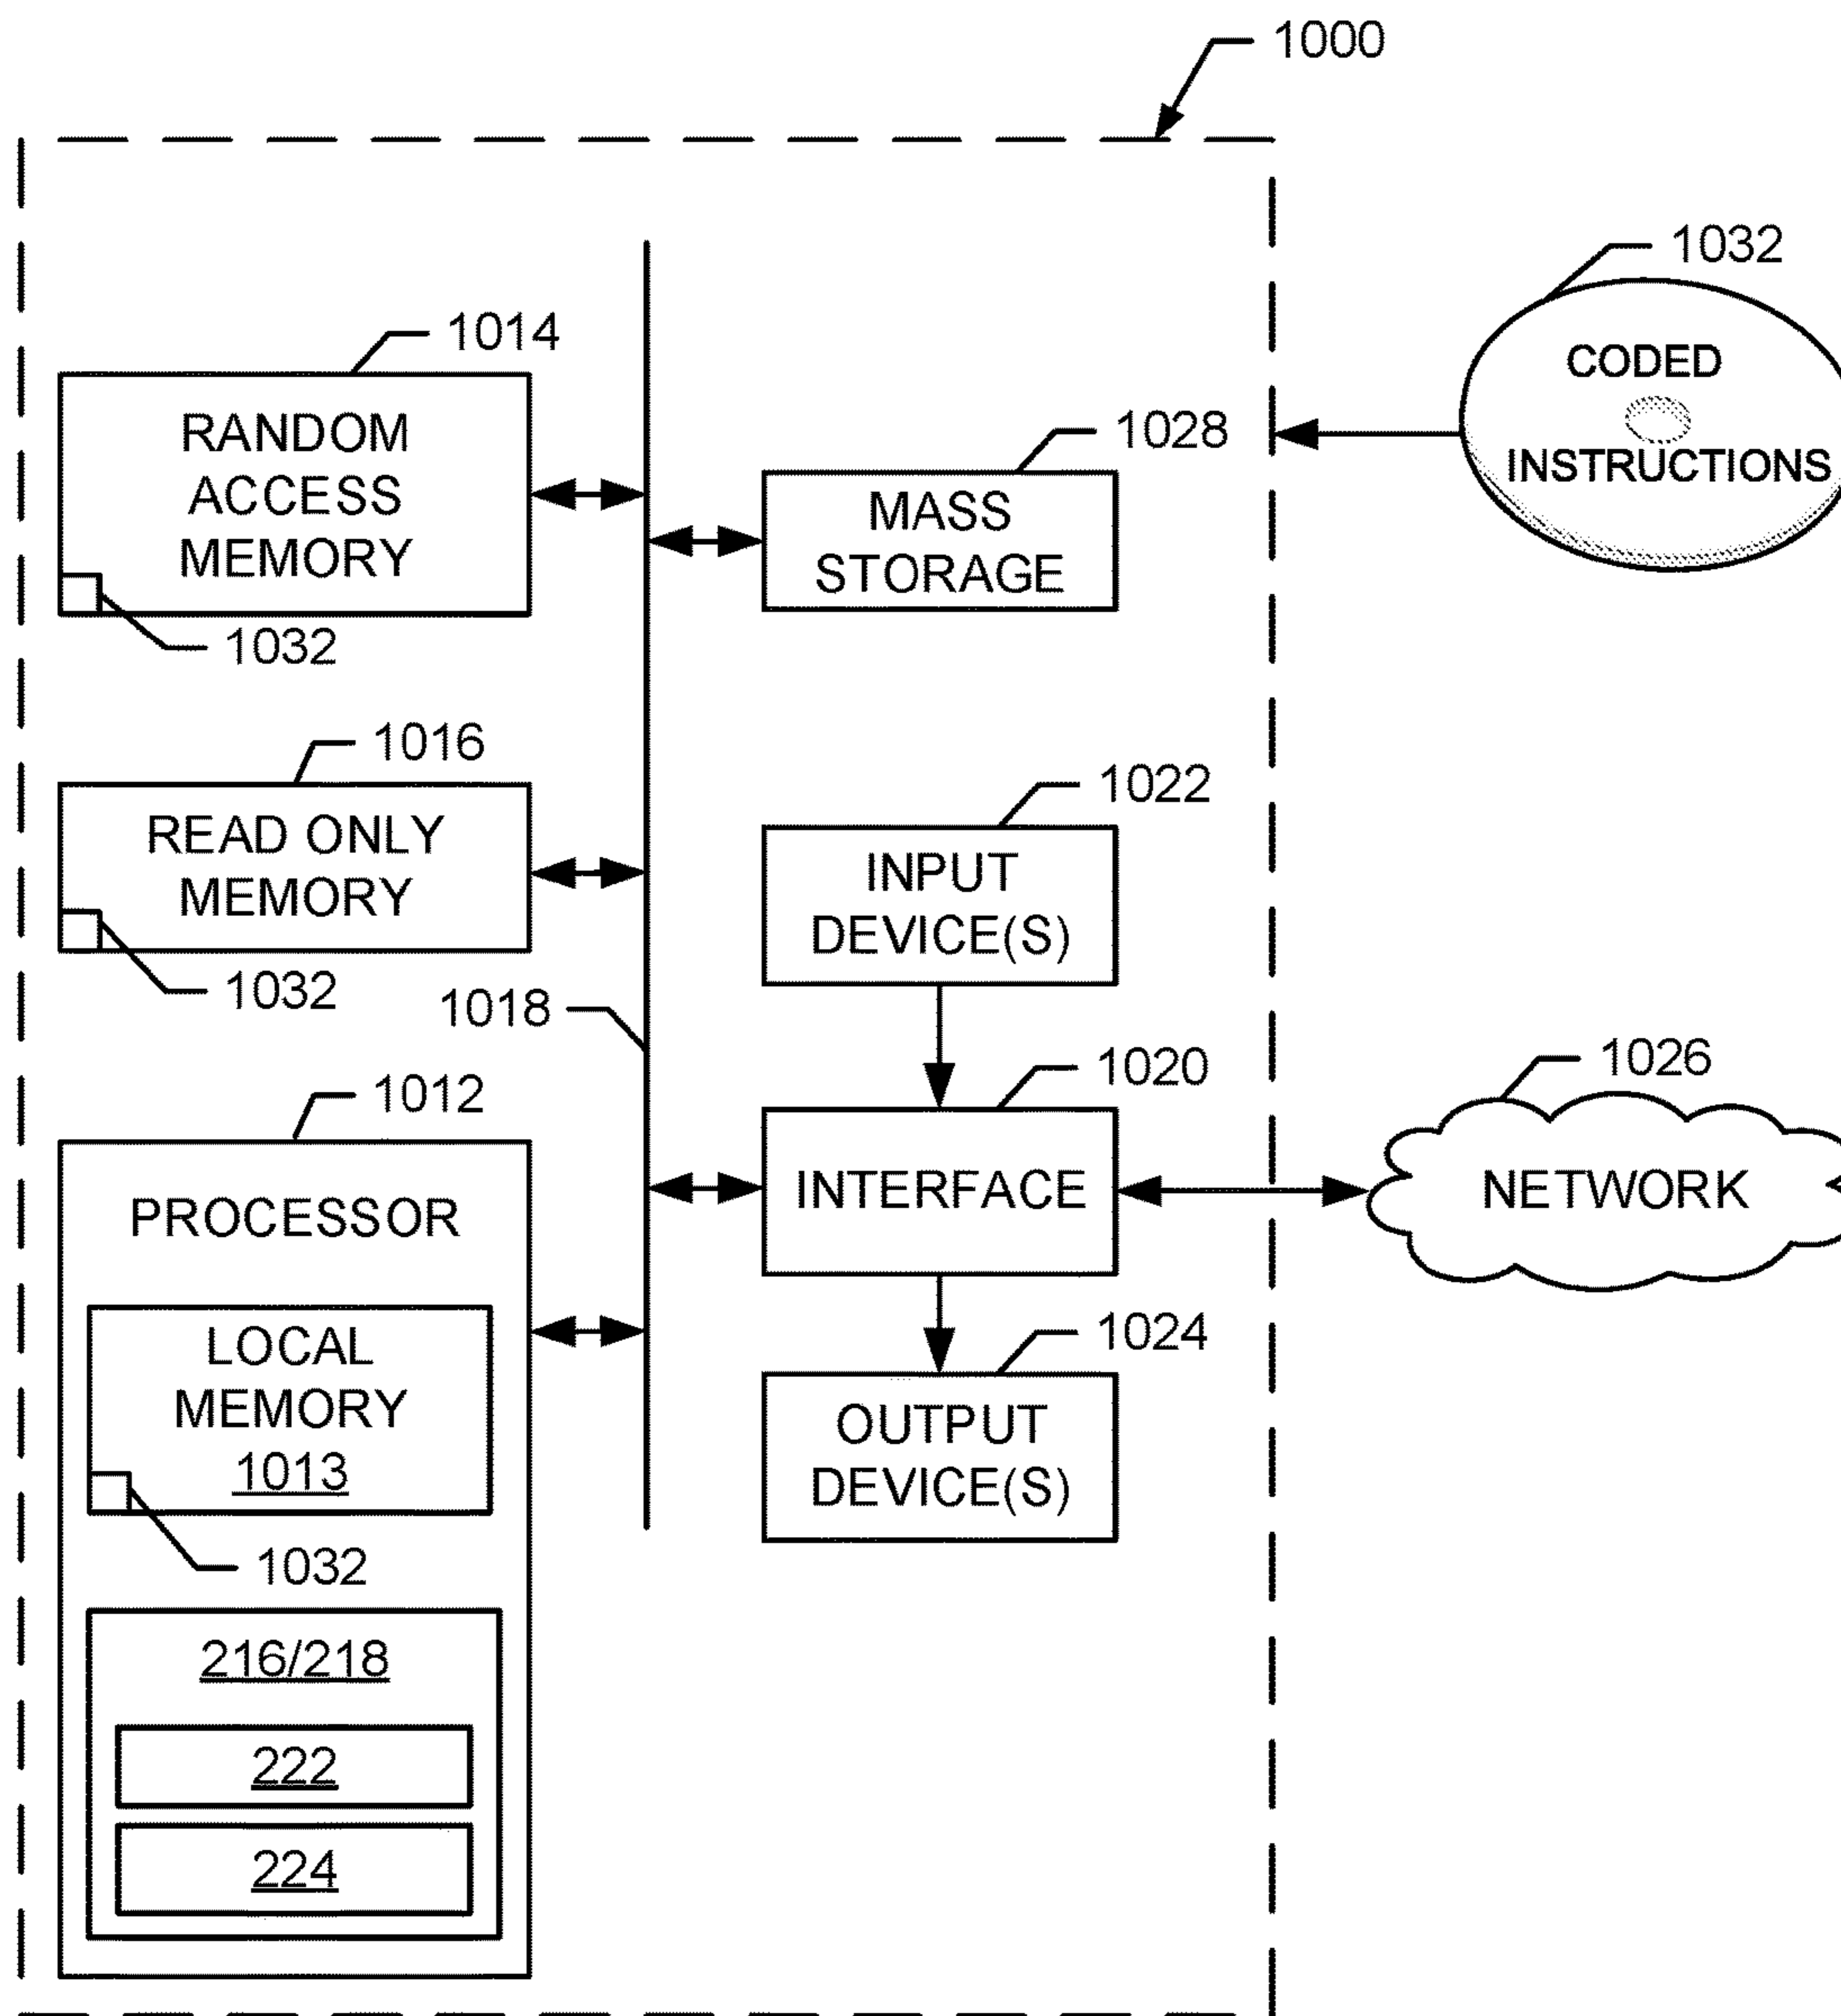 1000
1032
CODED
INSTRUCTIONS
1014
RANDOM
ACCESS
MEMORY
1032
1028
MASS
STORAGE
1016
READ ONLY
MEMORY
1032
1022
INPUT
DEVICE(S)
1018
1012
PROCESSOR
LOCAL
MEMORY
1013
1032
216/218
222
224
1020
INTERFACE
1026
NETWORK
1024
OUTPUT
DEVICE(S)